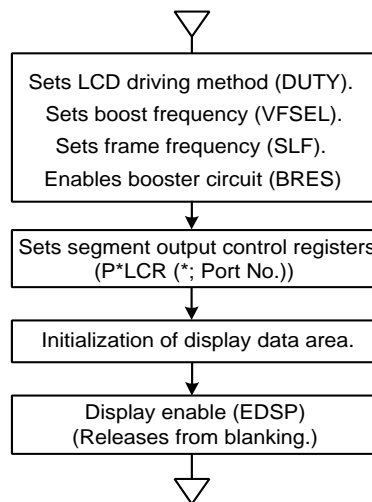 Sets LCD driving method (DUTY).
Sets boost frequency (VFSEL).
Sets frame frequency (SLF).
Enables booster circuit (BRES)
Sets segment output control registers
(P*LCR (*; Port No.))
Initialization of display data area.
Display enable (EDSP)
(Releases from blanking.)